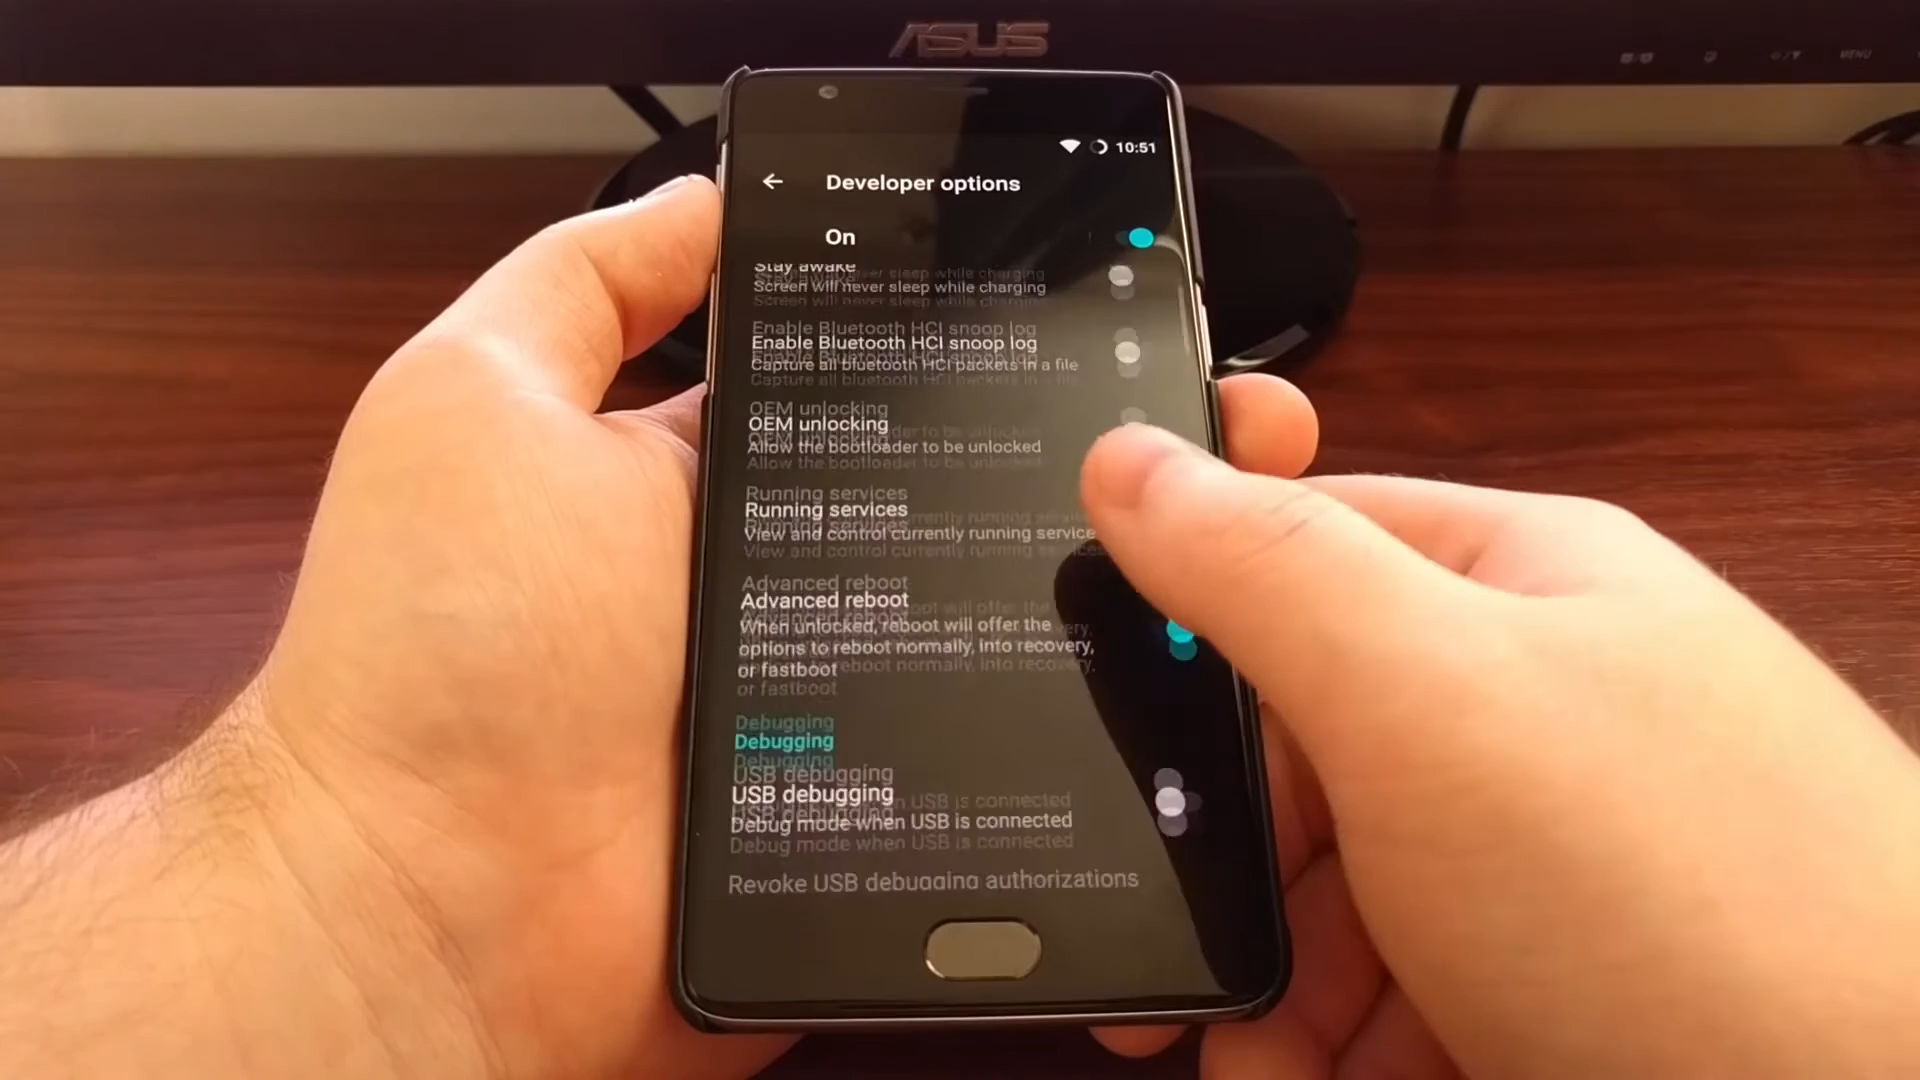 ASUS
MENU
10:51
Developer options
On
Stay awake
Screen will never sleep while charging
Enable Bluetooth HCI snoop log
Capture all bluetooth HCI packets in a file
OEM unlocking
Allow the bootloader to be unlocked
Running services
View and control currently running service
Advanced reboot
When unlocked, reboot will offer the
options to reboot normally, into recovery,
or fastboot
Debugging
USB debugging
Debug mode when USB is connected
Revoke USB debugging authorizations